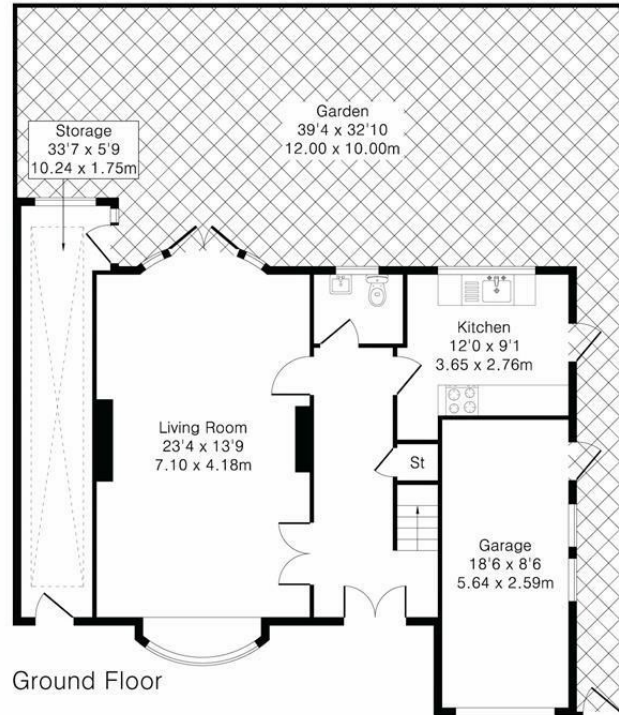 Garden
39'4 x 32'10
12.00 x 10.00m
Storage
33'7 x 5'9
10.24 x 1.75m
Kitchen
12'0 x 9'1
3.65 x 2.76m
Living Room
23'4 x 13'9
7.10 x 4.18m
St
Garage
18'6 x 8'6
5.64 x 2.59m
Ground Floor